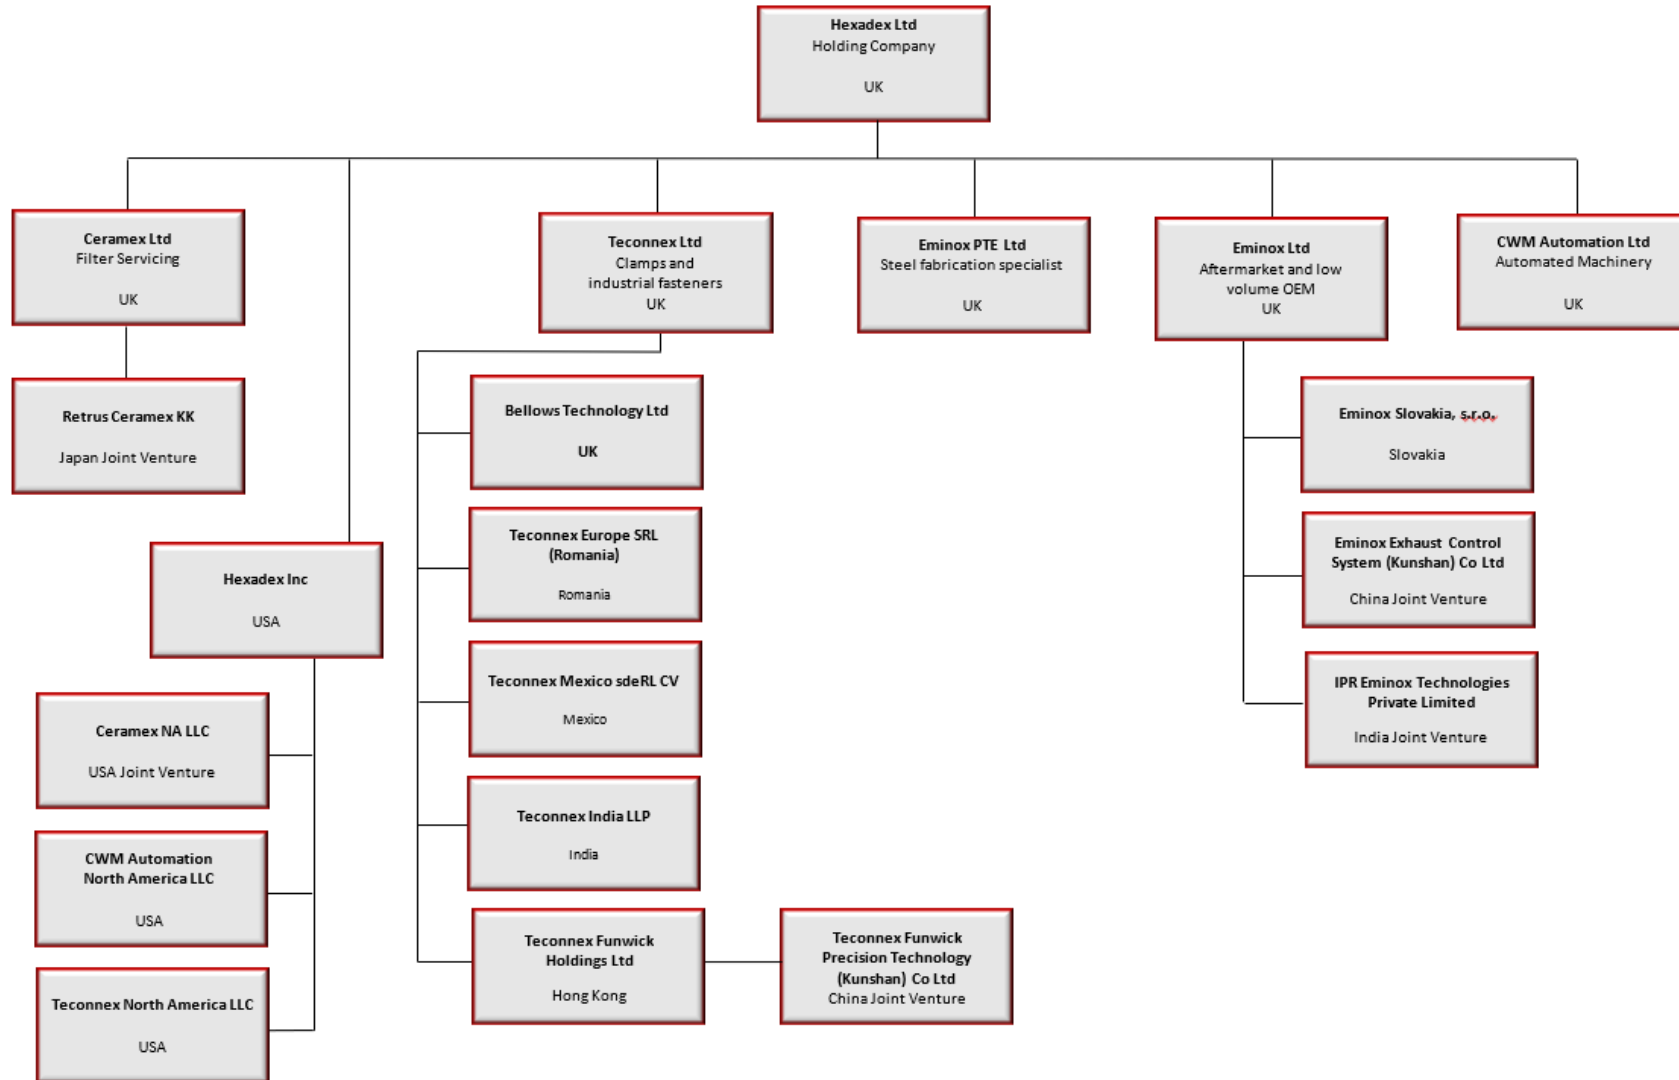 Hexadex Ltd
Holding Company
UK
Ceramex Ltd
Filter Servicing
UK
Teconnex Ltd
Clamps and
industrial fasteners
UK
Eminox PTE Ltd
Steel fabrication specialist
UK
Eminox Ltd
Aftermarket and low
volume OEM
UK
CWM Automation Ltd
Automated Machinery
UK
Retrus Ceramex KK
Japan Joint Venture
Hexadex Inc
USA
Ceramex NA LLC
USA Joint Venture
CWM Automation
North America LLC
USA
Teconnex North America LLC
USA
Bellows Technology Ltd
UK
Teconnex Europe SRL
(Romania)
Romania
Teconnex Mexico sdeRL CV
Mexico
Teconnex India LLP
India
Teconnex Funwick
Holdings Ltd
Hong Kong
Teconnex Funwick
Precision Technology
(Kunshan) Co Ltd
China Joint Venture
Eminox Slovakia, s.r.o.
Slovakia
Eminox Exhaust Control
System (Kunshan) Co Ltd
China Joint Venture
IPR Eminox Technologies
Private Limited
India Joint Venture